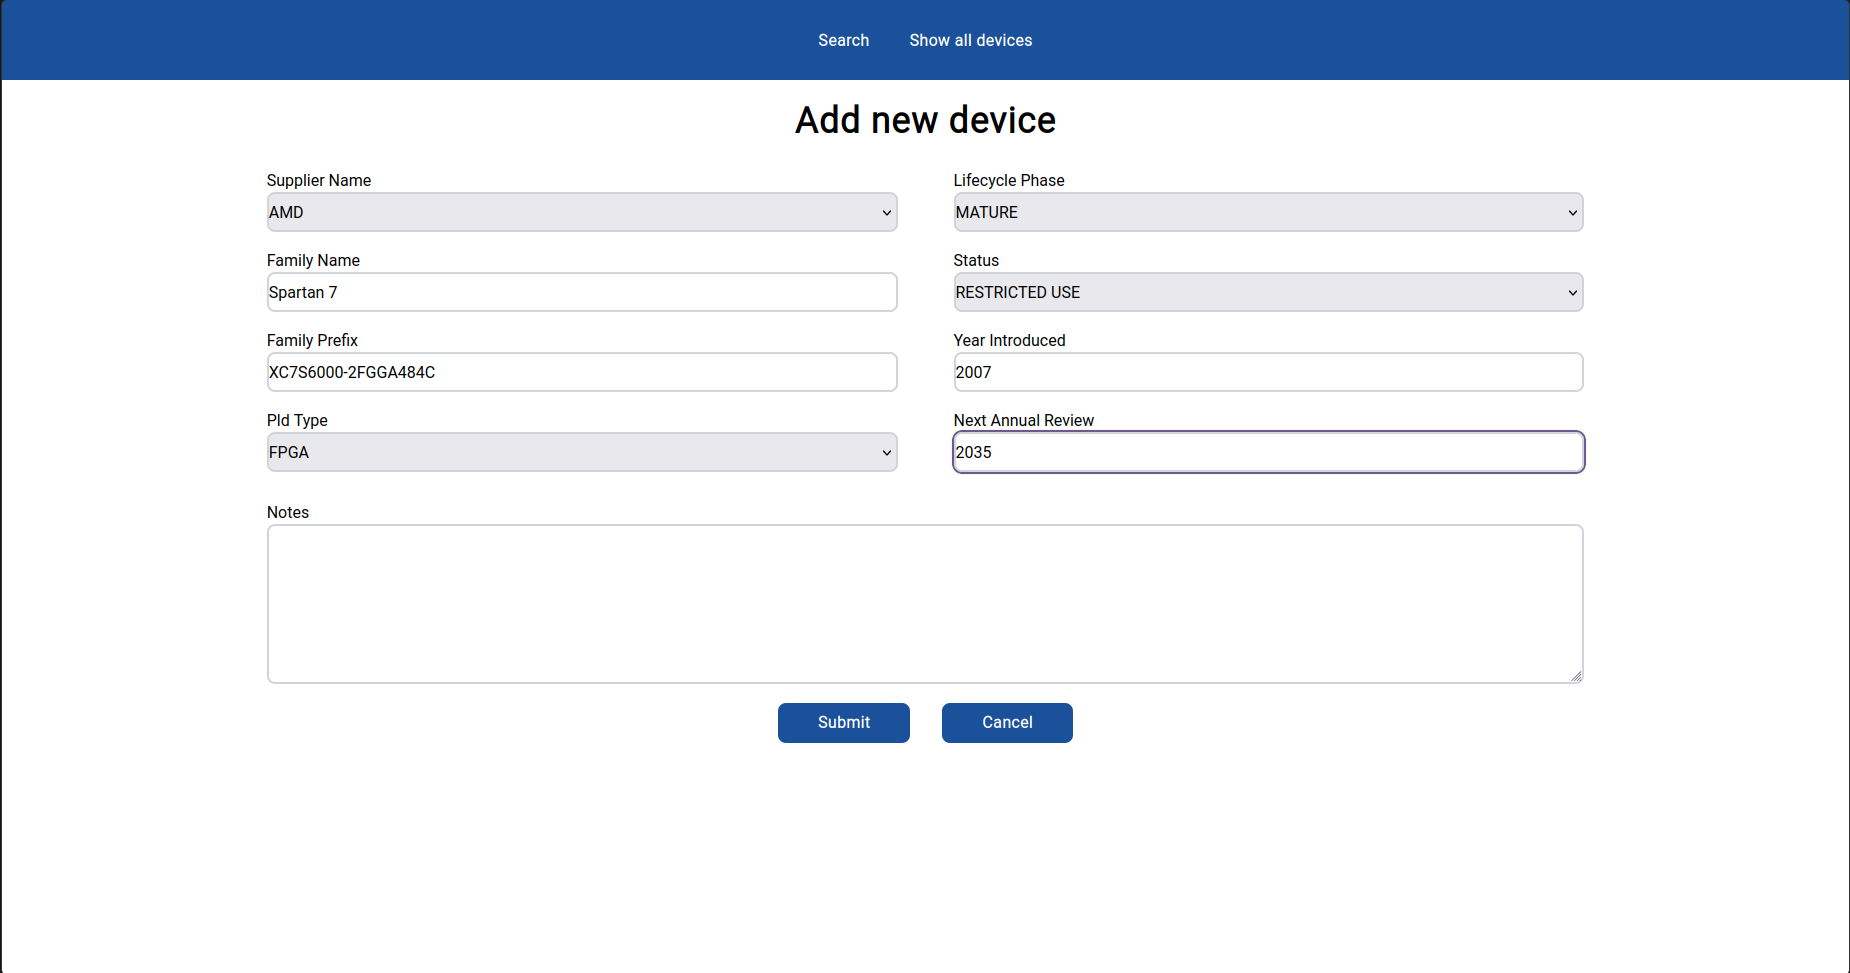 Search Show all devices
Add new device
Supplier Name
AMD
Lifecycle Phase
MATURE
Family Name
Spartan 7
Status
RESTRICTED USE
Family Prefix
XC7S6000-2FGGA484C
Year Introduced
2007
Pld Type
FPGA
Next Annual Review
2035
Notes
Submit Cancel